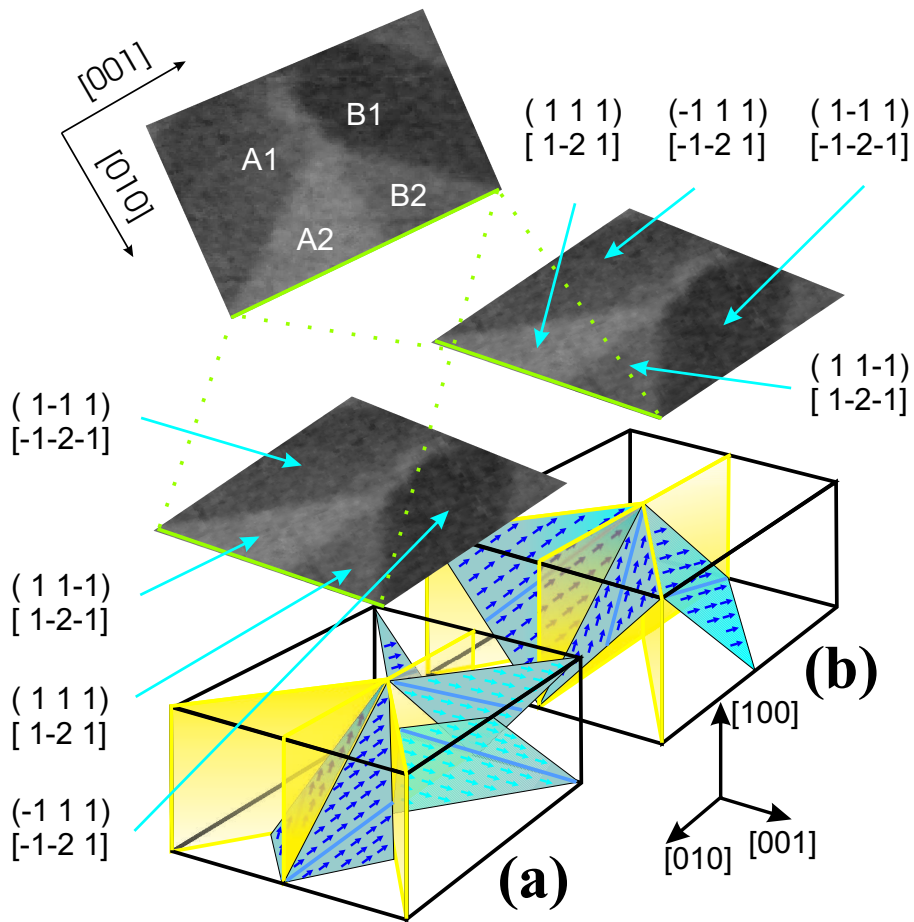 [001]
[010]
A1
B1
A2
B2
( 1 1 1)
[ 1-2 1]
(-1 1 1)
[-1-2 1]
( 1-1 1)
[-1-2-1]
( 1 1-1)
[ 1-2-1]
( 1-1 1)
[-1-2-1]
( 1 1-1)
[ 1-2-1]
( 1 1 1)
[ 1-2 1]
(-1 1 1)
[-1-2 1]
(a)
(b)
[100]
[010]
[001]